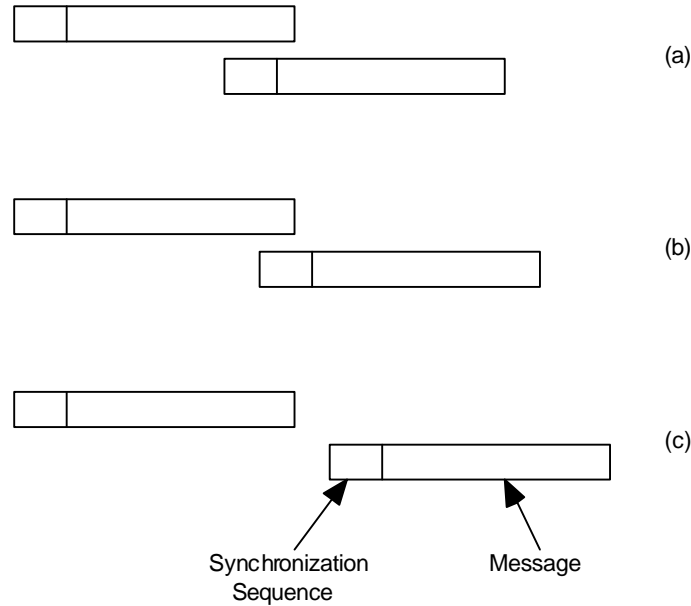 (a)
(b)
(c)
Synchronization
Sequence
Message